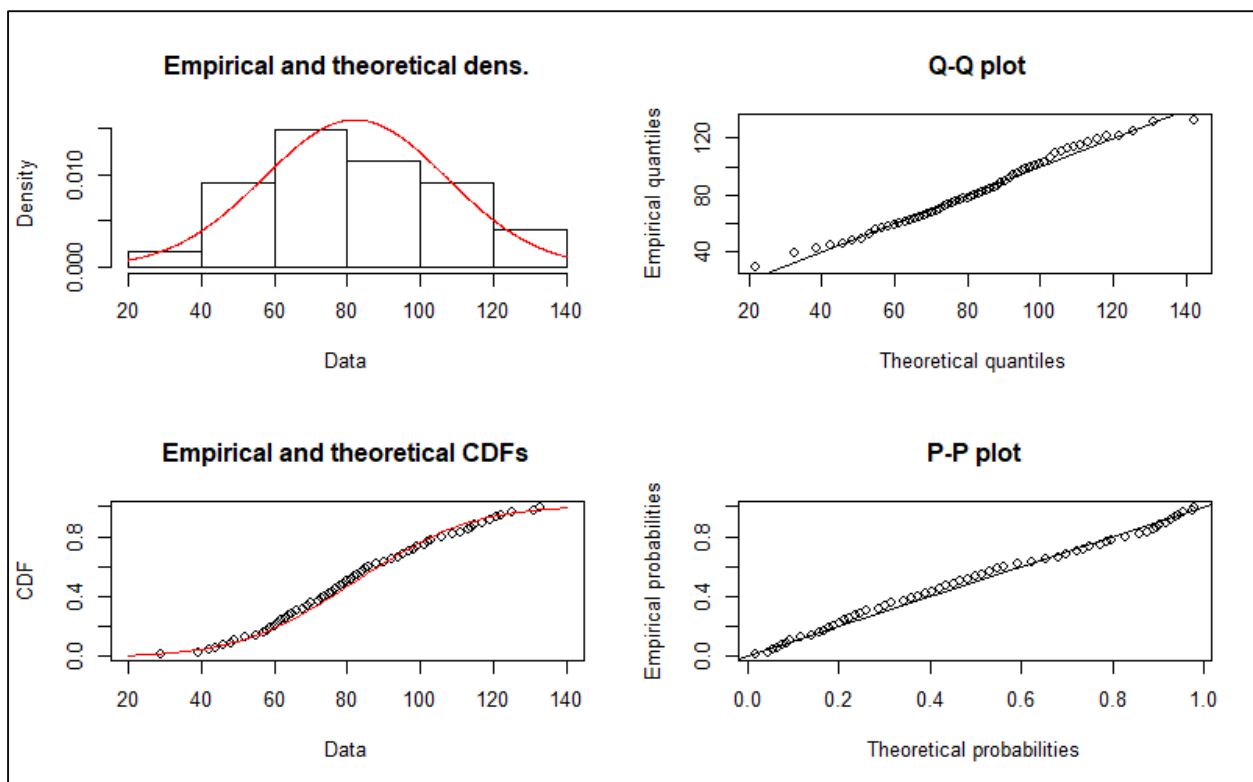 Empirical and theoretical dens.
Density
0.000
0.010
20 40 60 80 100 120 140
Data
Q-Q plot
Empirical quantiles
40
80
120
20 40 60 80 100 120 140
Theoretical quantiles
Empirical and theoretical CDFs
CDF
0.0
0.4
0.8
20 40 60 80 100 120 140
Data
P-P plot
Empirical probabilities
0.0
0.4
0.8
0.0 0.2 0.4 0.6 0.8 1.0
Theoretical probabilities